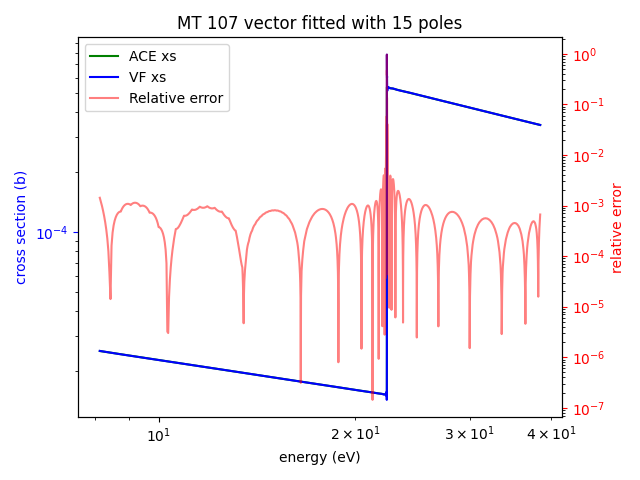 MT 107 vector fitted with 15 poles
ACE xs
VF xs
Relative error
cross section (b)
10⁻⁴
10⁰
10⁻¹
10⁻²
10⁻³
10⁻⁴
10⁻⁵
10⁻⁶
10⁻⁷
relative error
10¹
2 × 10¹
3 × 10¹
4 × 10¹
energy (eV)